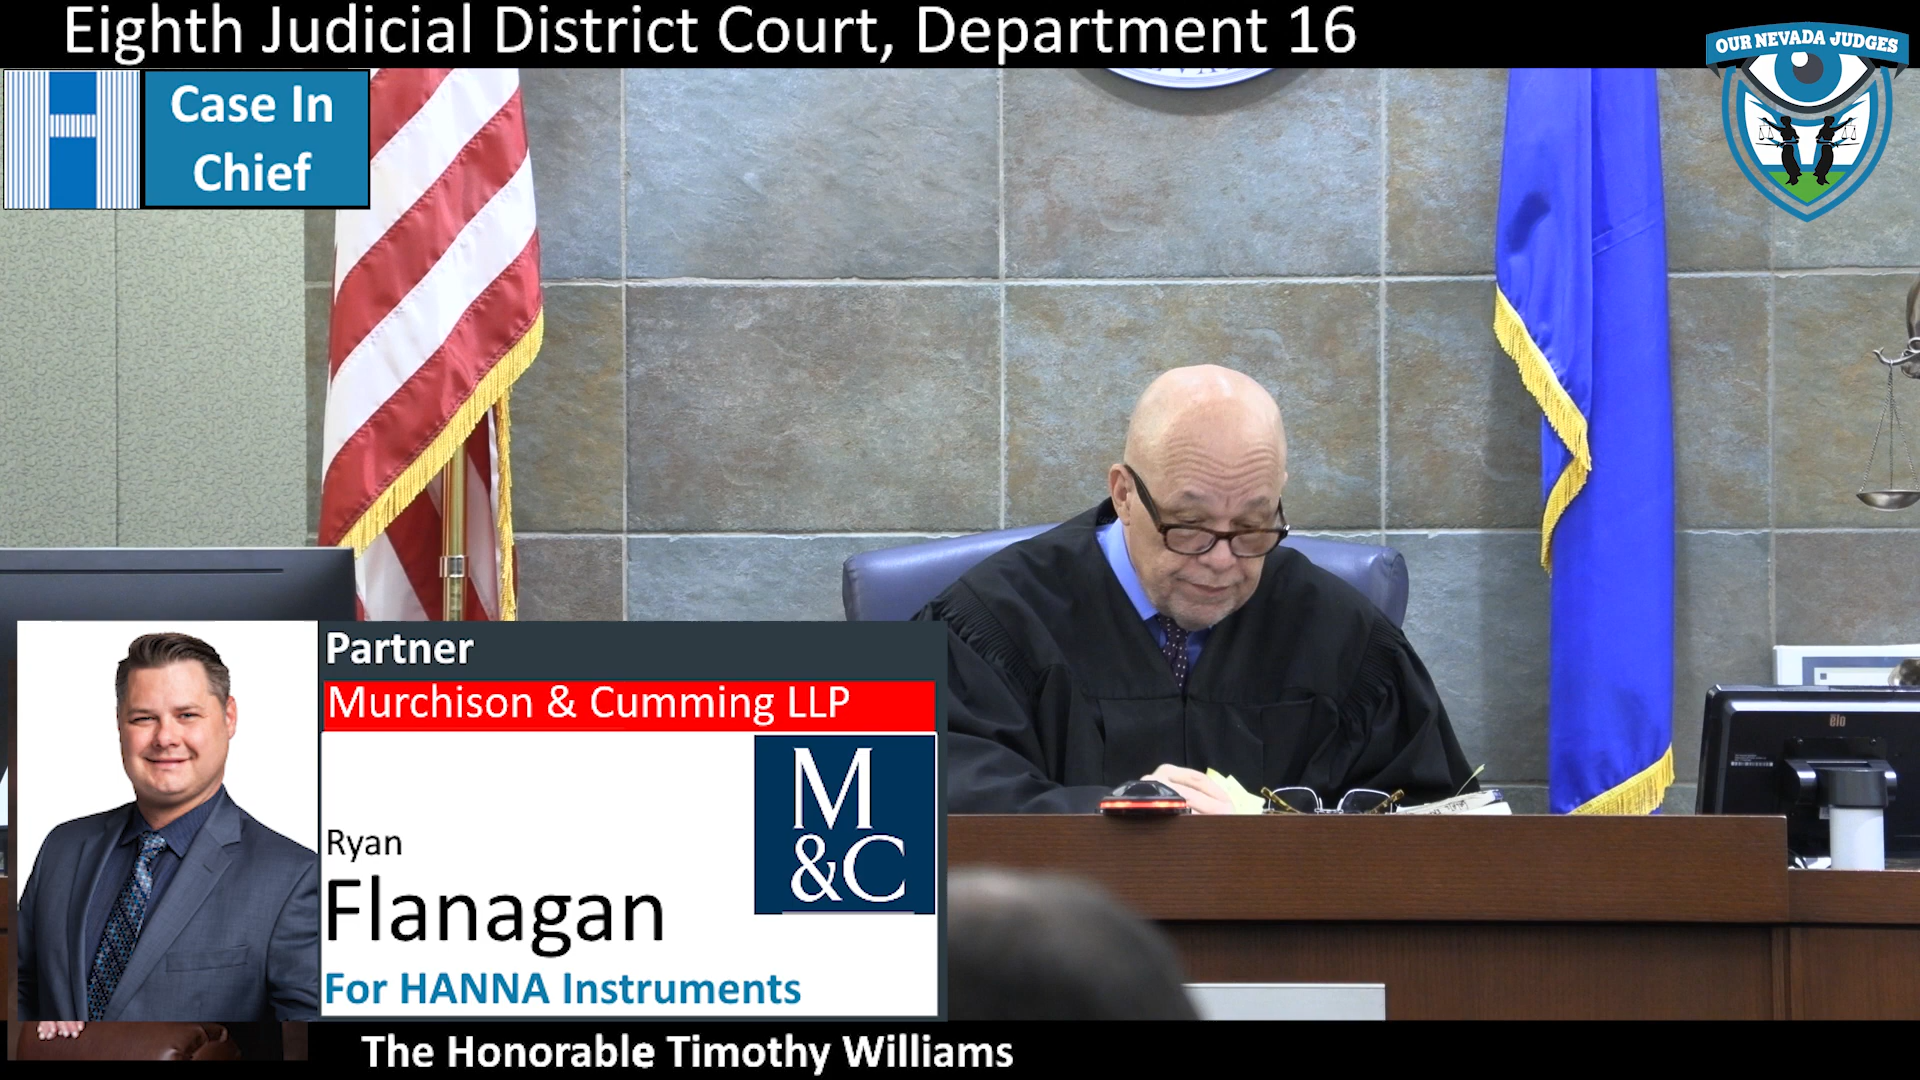 Eighth Judicial District Court, Department 16
OUR NEVADA JUDGES
H
Case In
Chief
Partner
Murchison & Cumming LLP
M
&C
Ryan
Flanagan
For HANNA Instruments
elo
The Honorable Timothy Williams